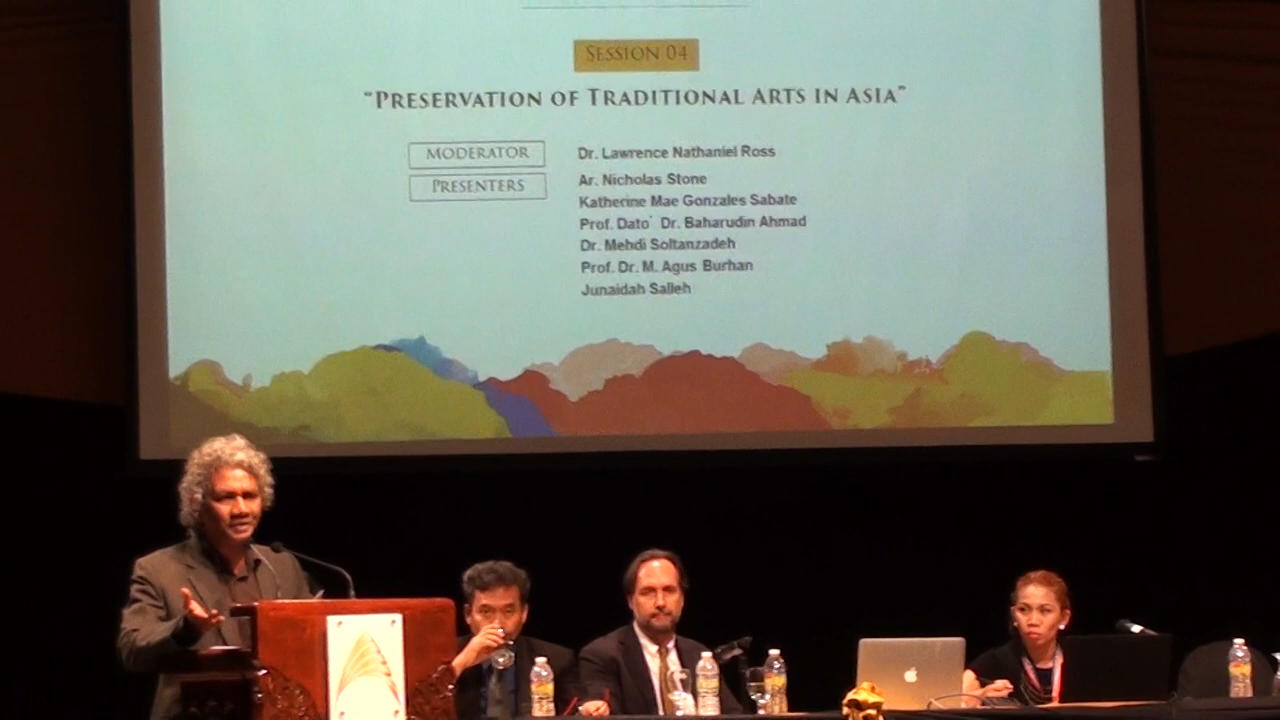 SESSION 04
“PRESERVATION OF TRADITIONAL ARTS IN ASIA”
MODERATOR Dr. Lawrence Nathaniel Ross
PRESENTERS Ar. Nicholas Stone
Katherine Mae Gonzales Sabate
Prof. Dato' Dr. Baharudin Ahmad
Dr. Mehdi Soltanzadeh
Prof. Dr. M. Agus Burhan
Junaidah Salleh